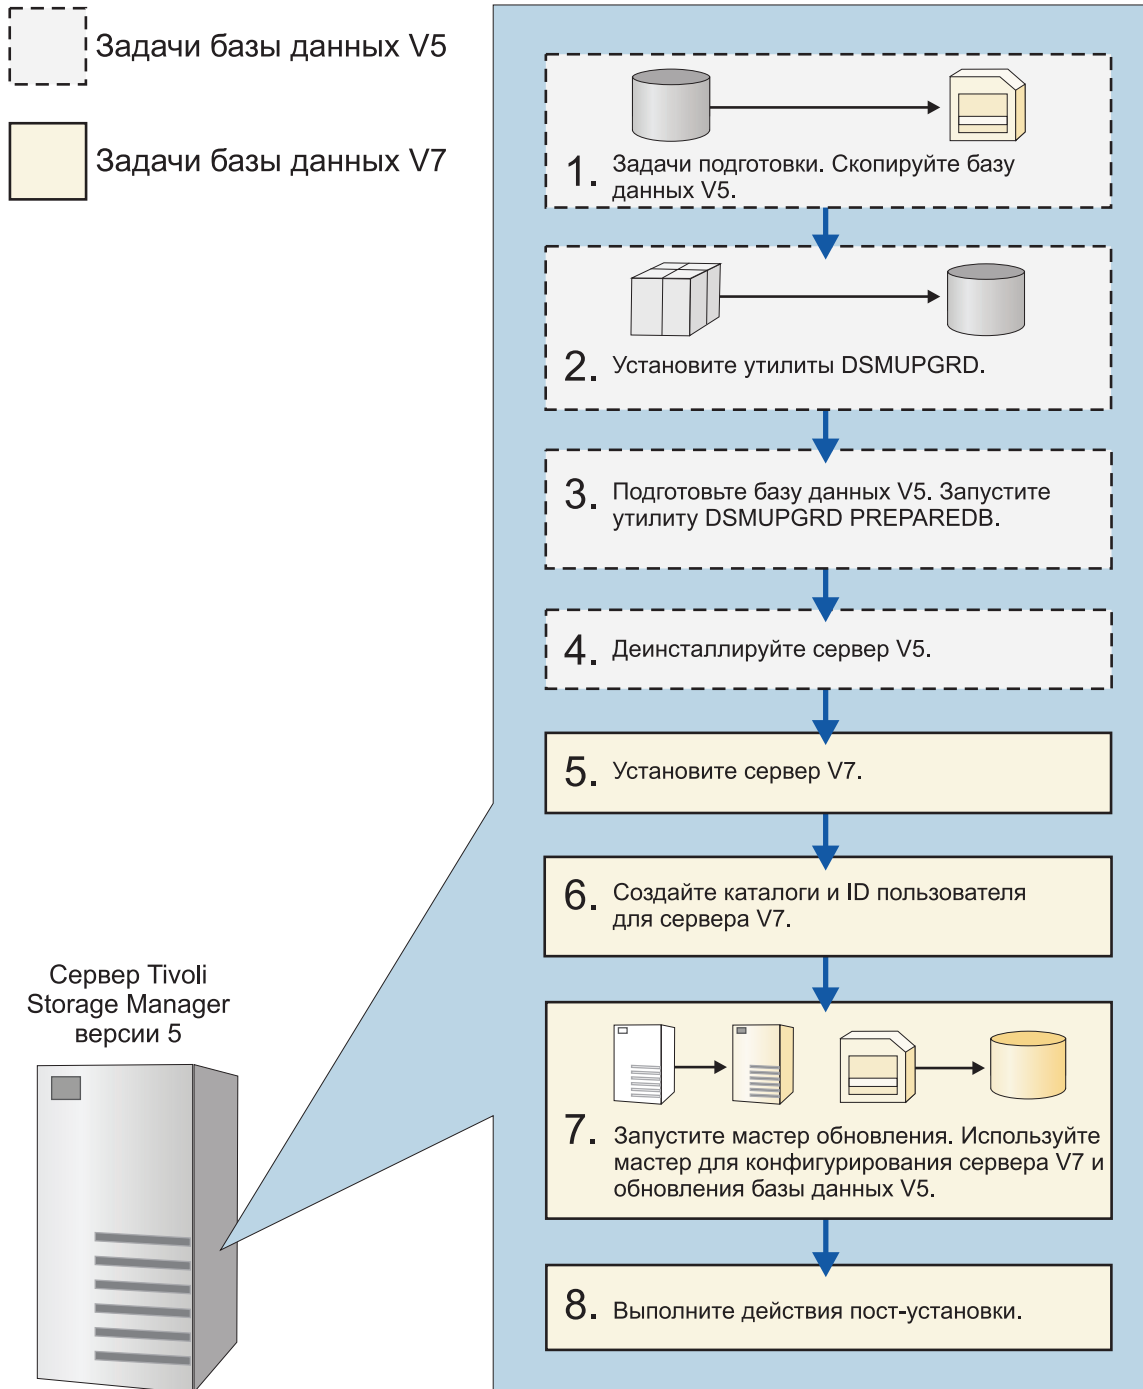 Задачи базы данных V5
Задачи базы данных V7
1. Задачи подготовки. Скопируйте базу
данных V5.
2. Установите утилиты DSMUPGRD.
3. Подготовьте базу данных V5. Запустите
утилиту DSMUPGRD PREPAREDB.
4. Деинсталлируйте сервер V5.
5. Установите сервер V7.
6. Создайте каталоги и ID пользователя
для сервера V7.
7. Запустите мастер обновления. Используйте
мастер для конфигурирования сервера V7 и
обновления базы данных V5.
8. Выполните действия пост-установки.
Сервер Tivoli
Storage Manager
версии 5